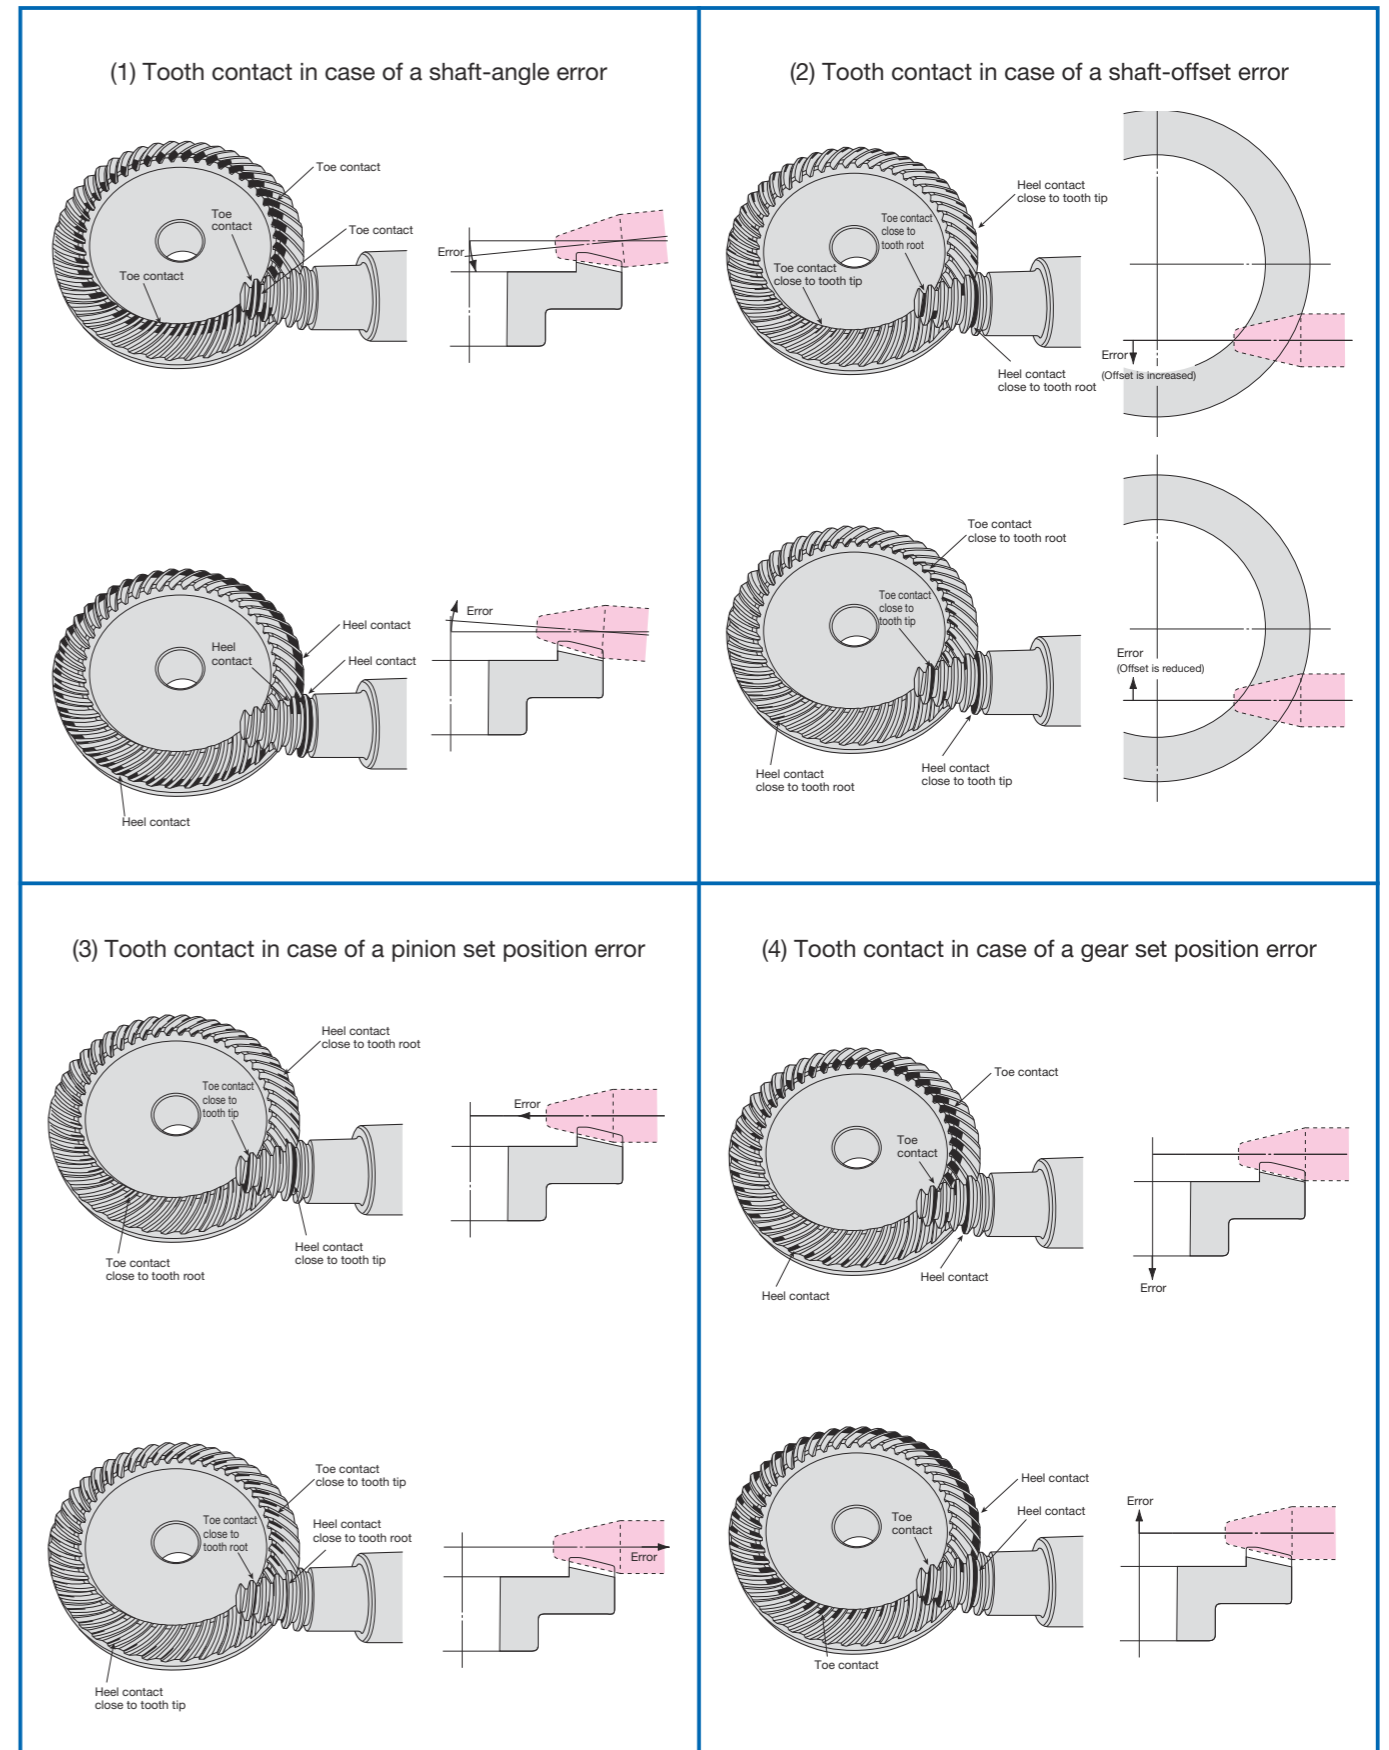 (1) Tooth contact in case of a shaft-angle error
Toe contact
Toe
contact
Toe contact
Toe contact
Error
Heel contact
Heel
contact
Heel contact
Heel contact
Error
(2) Tooth contact in case of a shaft-offset error
Heel contact
close to tooth tip
Toe contact
close to
tooth root
Toe contact
close to tooth tip
Heel contact
close to tooth root
Error
(Offset is increased)
Toe contact
close to tooth root
Toe contact
close to
tooth tip
Heel contact
close to tooth root
Heel contact
close to tooth tip
Error
(Offset is reduced)
(3) Tooth contact in case of a pinion set position error
Heel contact
close to tooth root
Toe contact
close to
tooth tip
Toe contact
close to tooth root
Heel contact
close to tooth tip
Error
Toe contact
close to tooth tip
Toe contact
close to
tooth root
Heel contact
close to tooth root
Heel contact
close to tooth tip
Error
(4) Tooth contact in case of a gear set position error
Toe contact
Toe
contact
Heel contact
Heel contact
Error
Heel contact
Heel contact
Toe
contact
Toe contact
Error